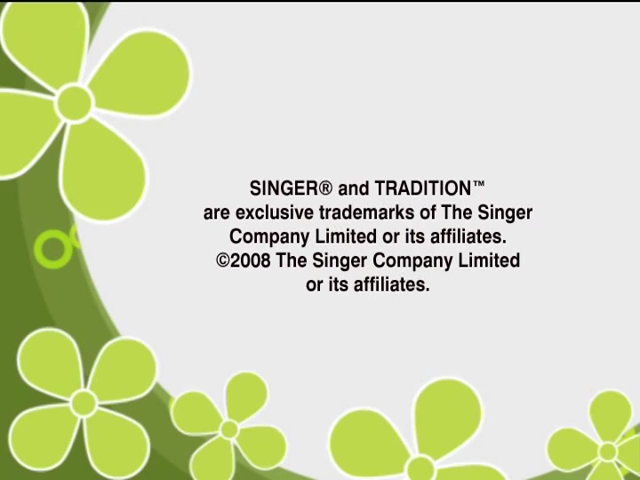 SINGER® and TRADITION™
are exclusive trademarks of The Singer
Company Limited or its affiliates.
©2008 The Singer Company Limited
or its affiliates.